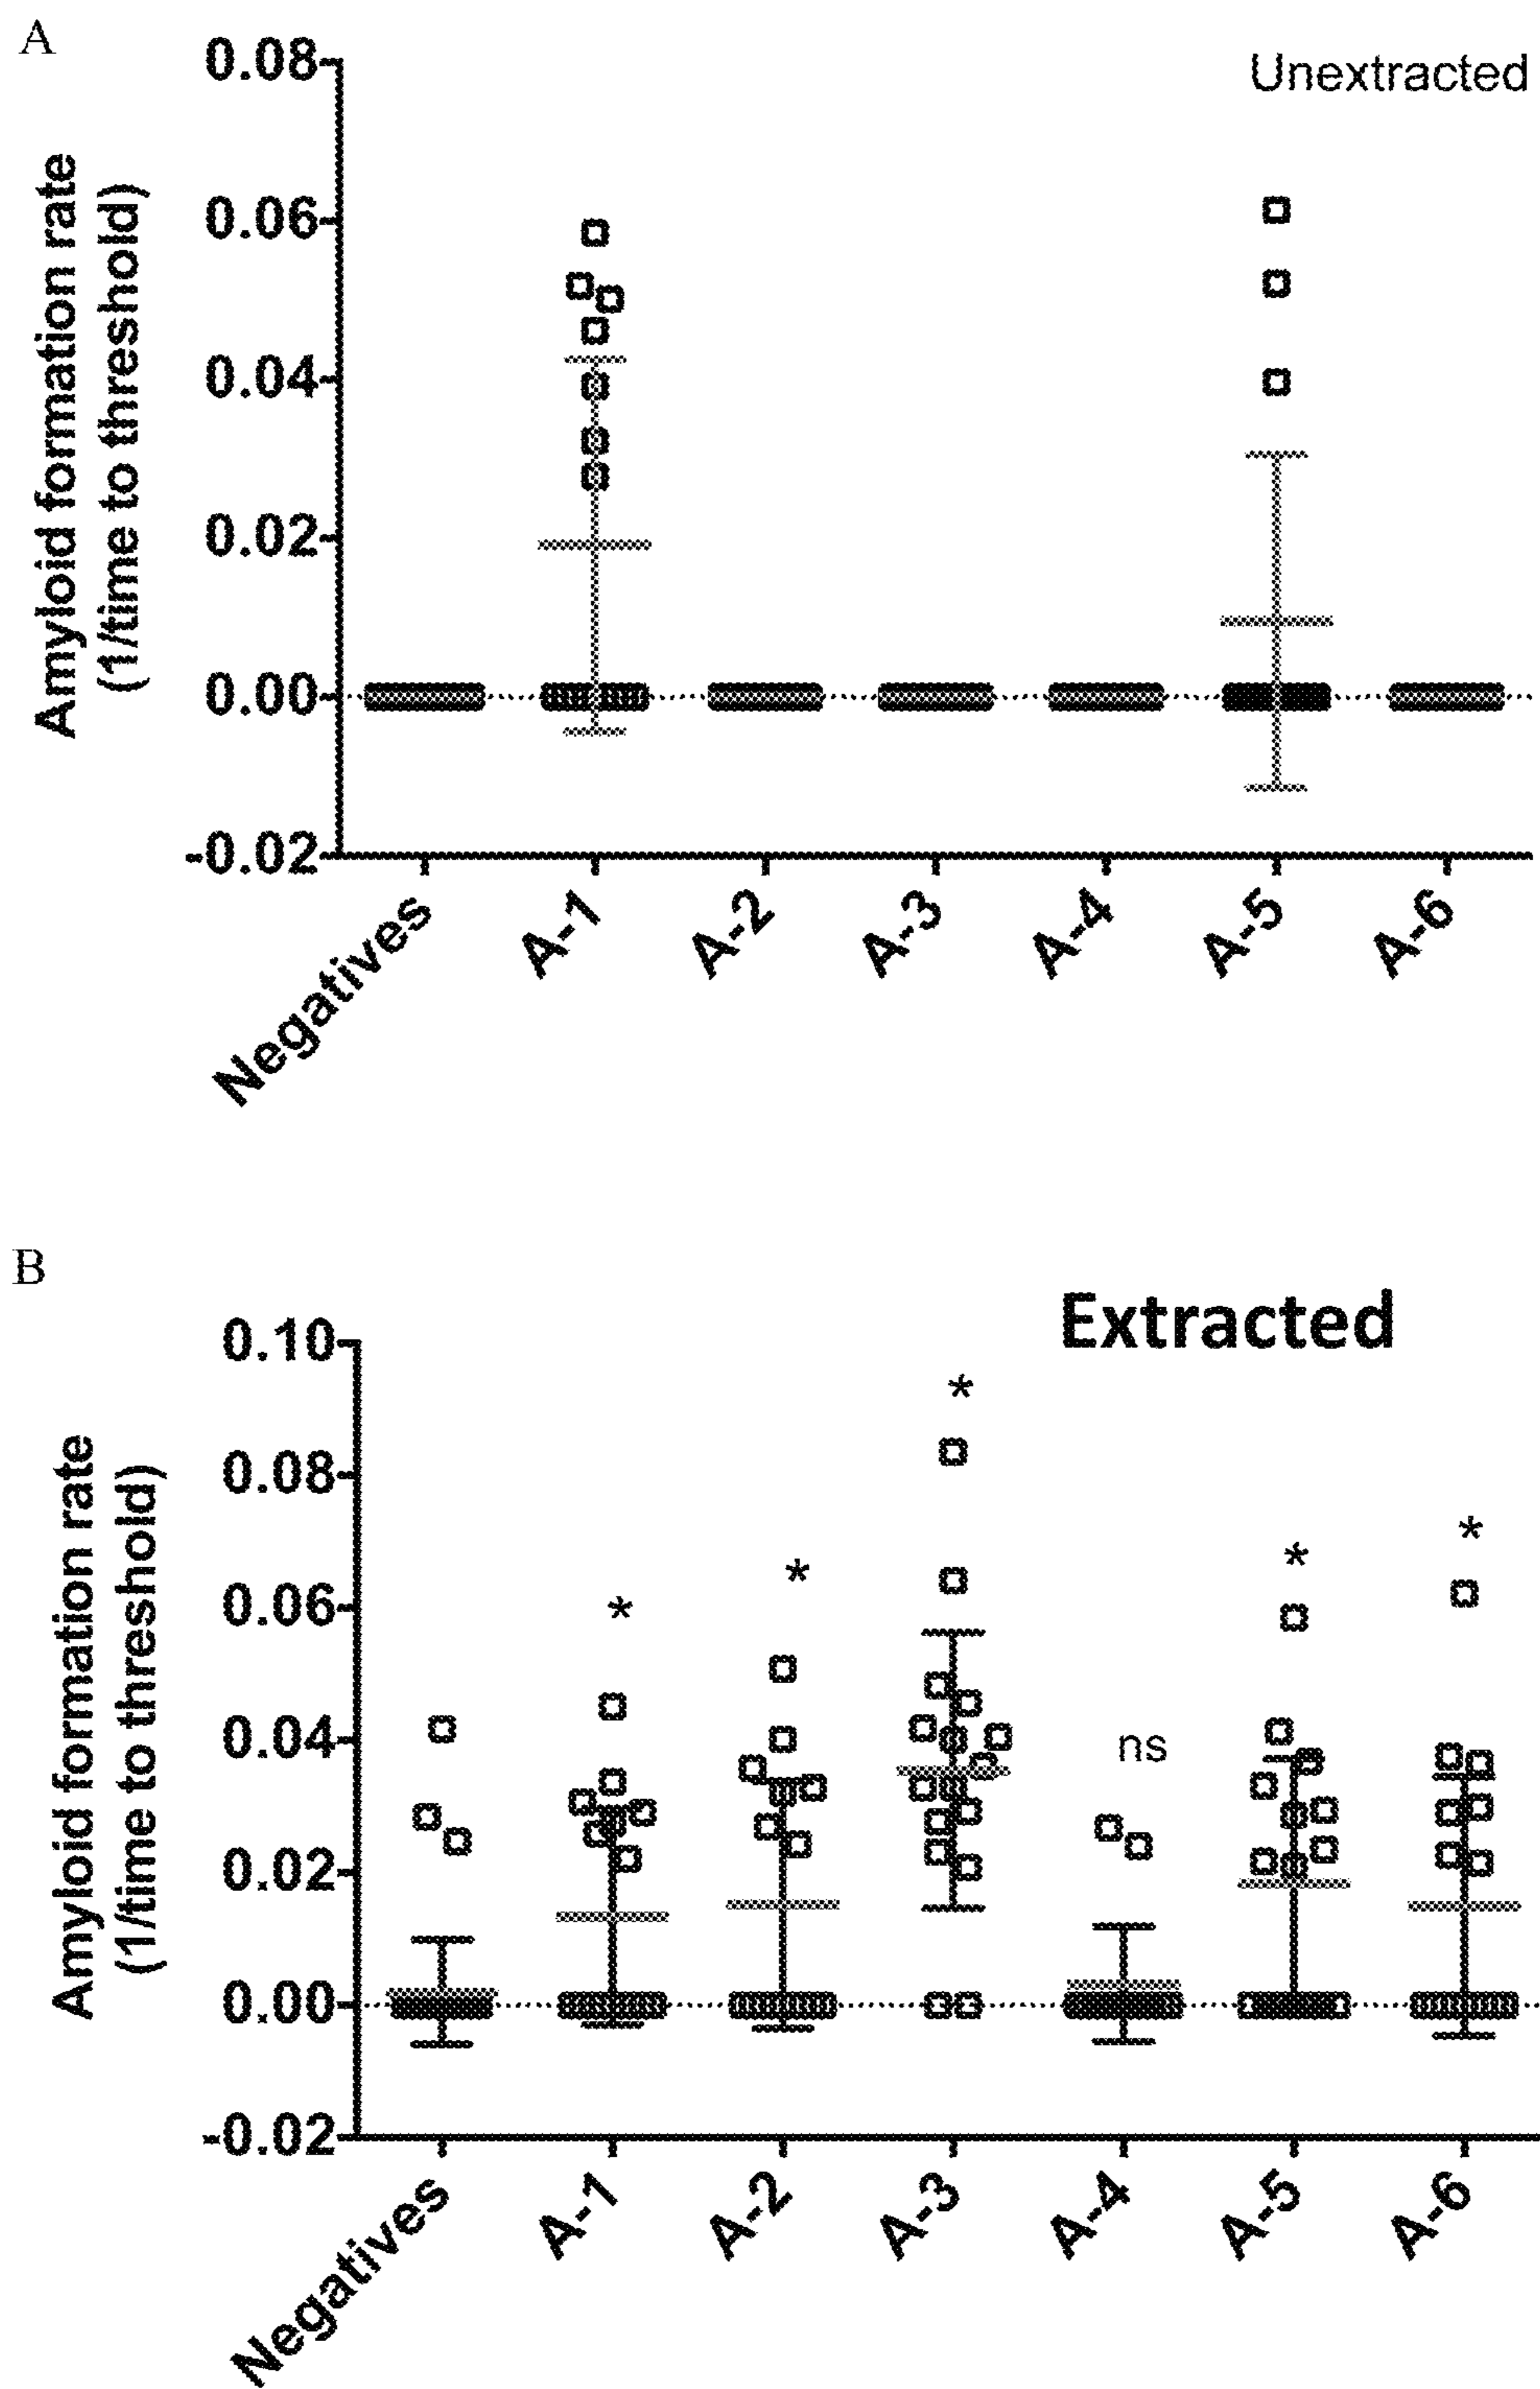 A
Unextracted
Amyloid formation rate
(1/time to threshold)
0.08
0.06
0.04
0.02
0.00
-0.02
Negatives
A-1
A-2
A-3
A-4
A-5
A-6
B
Extracted
Amyloid formation rate
(1/time to threshold)
0.10
0.08
0.06
0.04
0.02
0.00
-0.02
*
*
*
ns
*
*
Negatives
A-1
A-2
A-3
A-4
A-5
A-6